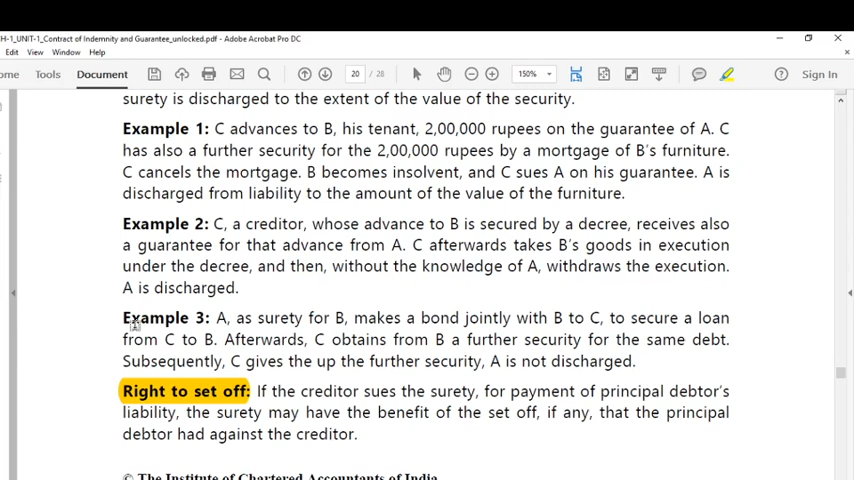 CH-1_UNIT-1_Contract of Indemnity and Guarantee_unlocked.pdf - Adobe Acrobat Pro DC
Edit View Window Help
ome Tools Document 20 / 28 150% Sign In
surety is discharged to the extent of the value of the security.
Example 1: C advances to B, his tenant, 2,00,000 rupees on the guarantee of A. C
has also a further security for the 2,00,000 rupees by a mortgage of B's furniture.
C cancels the mortgage. B becomes insolvent, and C sues A on his guarantee. A is
discharged from liability to the amount of the value of the furniture.
Example 2: C, a creditor, whose advance to B is secured by a decree, receives also
a guarantee for that advance from A. C afterwards takes B's goods in execution
under the decree, and then, without the knowledge of A, withdraws the execution.
A is discharged.
Example 3: A, as surety for B, makes a bond jointly with B to C, to secure a loan
from C to B. Afterwards, C obtains from B a further security for the same debt.
Subsequently, C gives the up the further security, A is not discharged.
Right to set off: If the creditor sues the surety, for payment of principal debtor's
liability, the surety may have the benefit of the set off, if any, that the principal
debtor had against the creditor.
© The Institute of Chartered Accountants of India